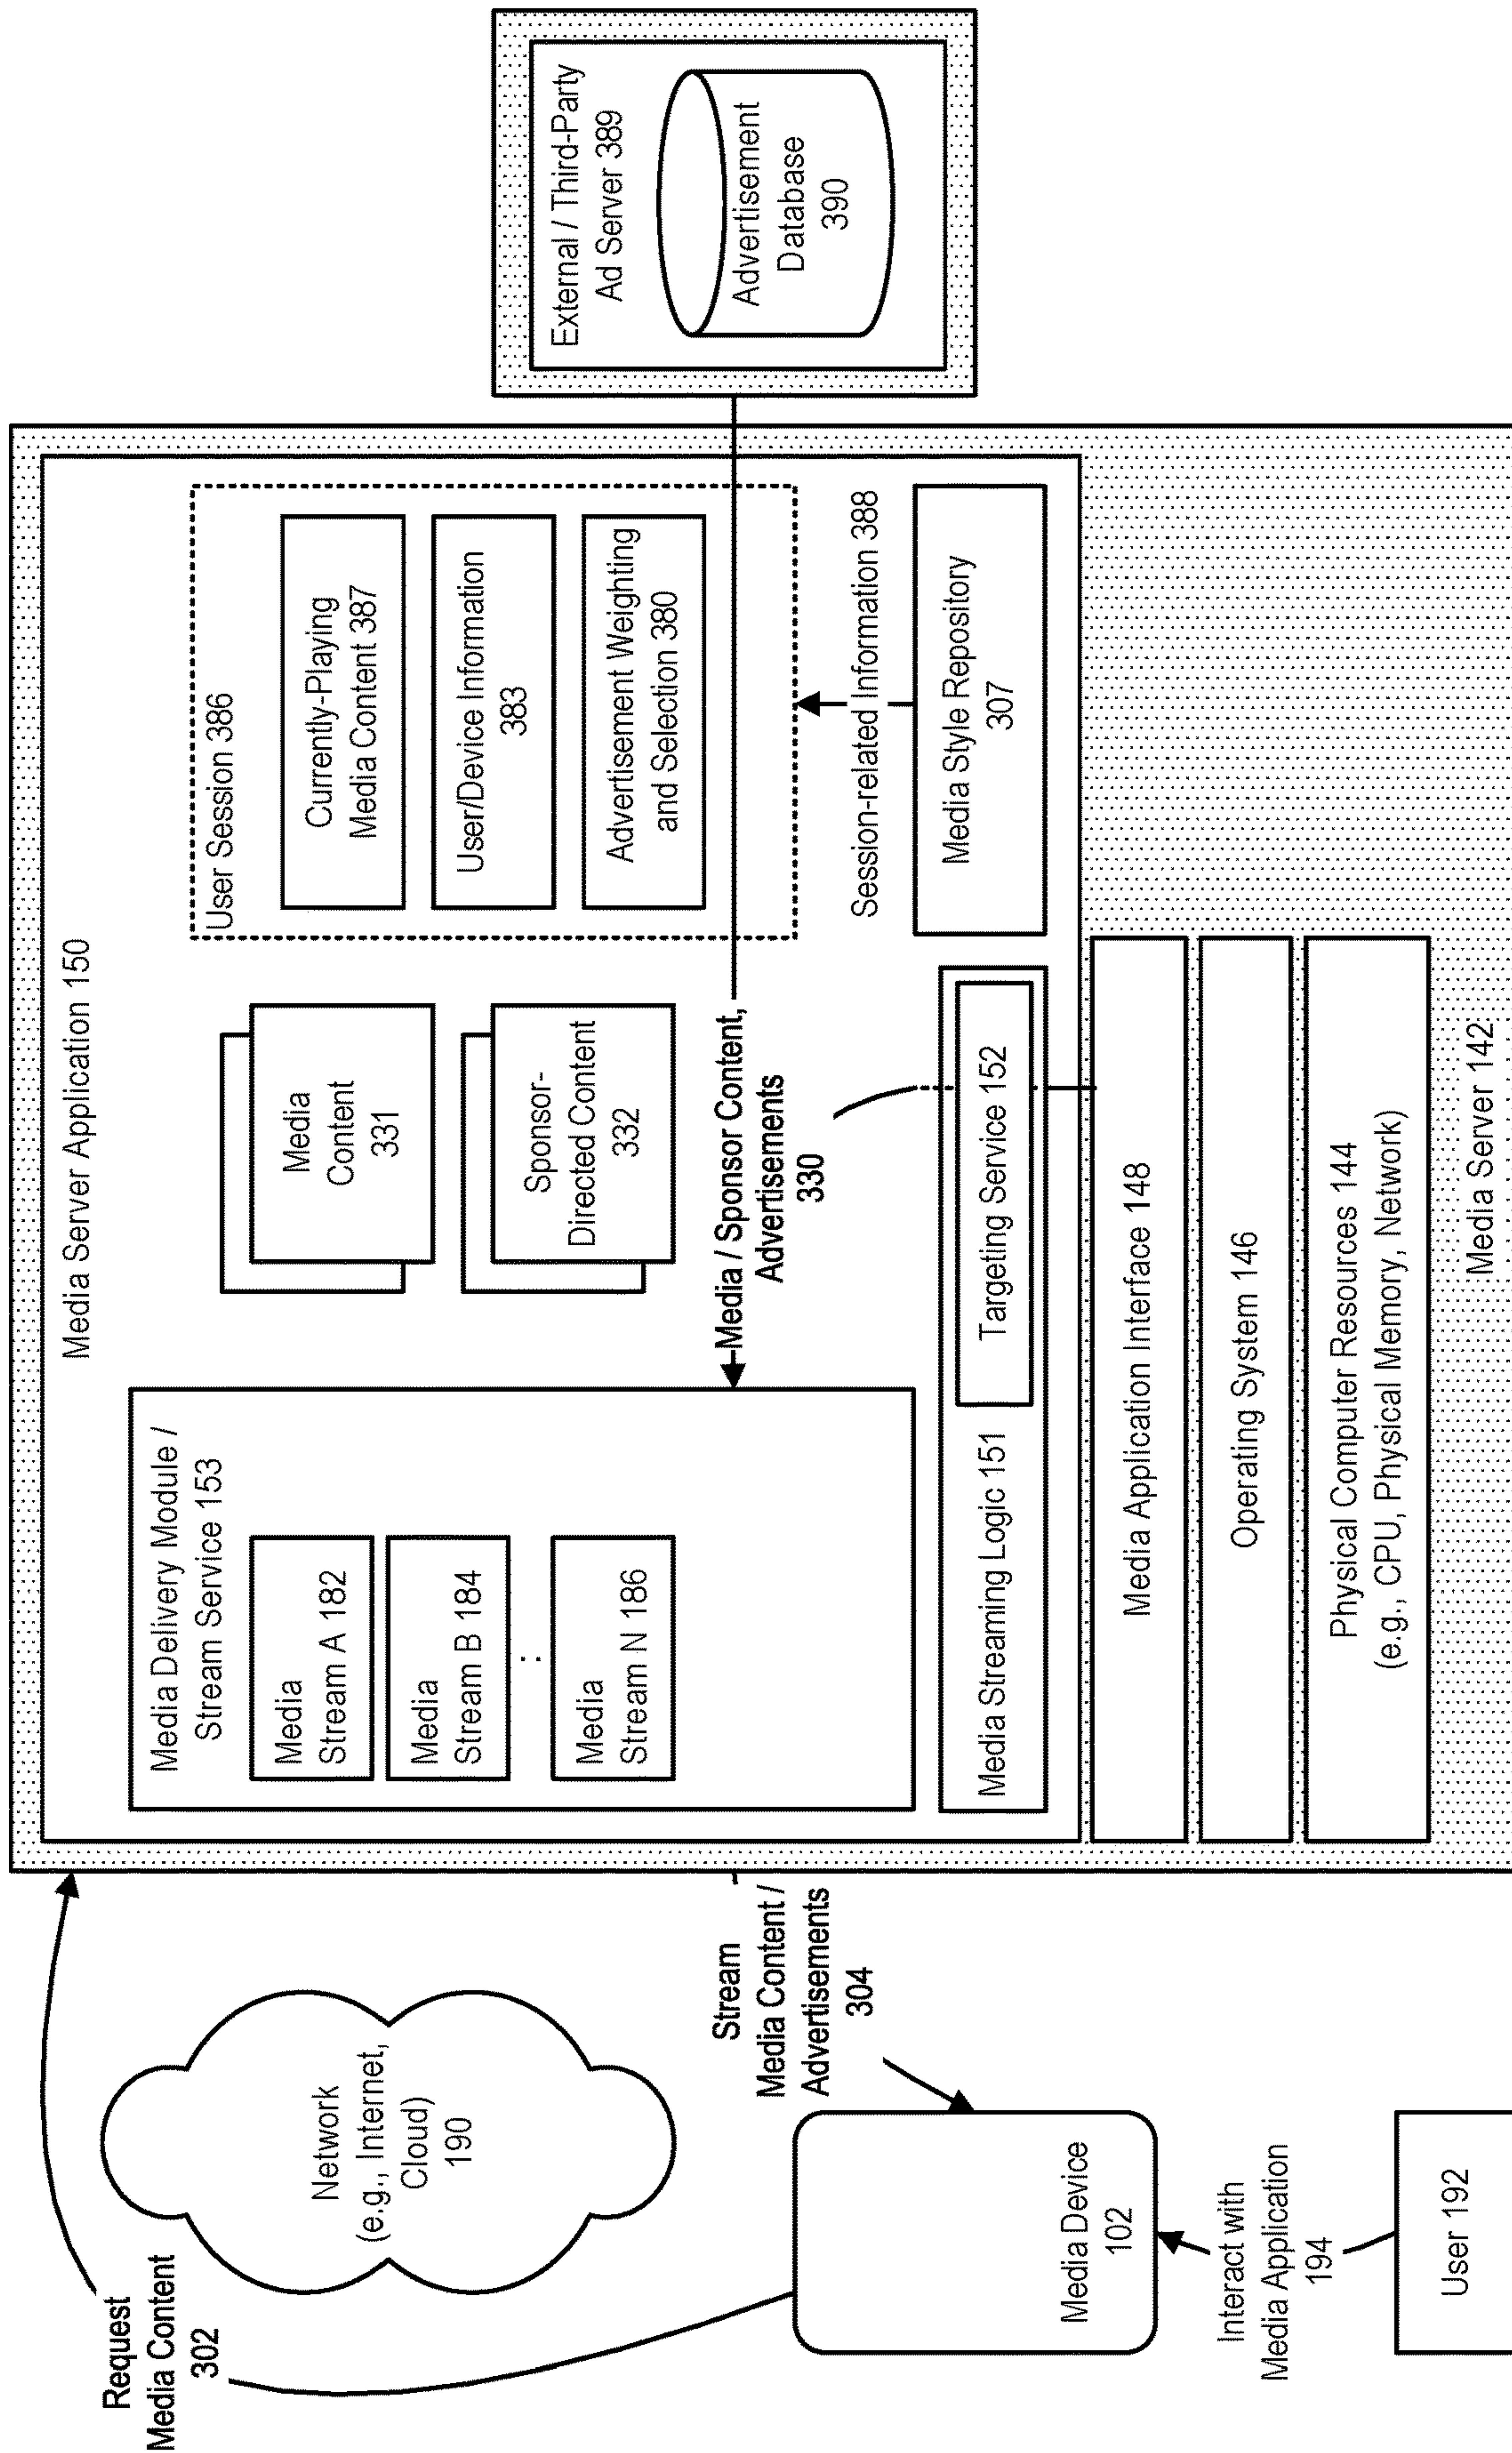 Request
Media Content
302
Network
(e.g., Internet,
Cloud)
190
Stream
Media Content /
Advertisements
304
Media Device
102
Interact with
Media Application
194
User 192
Media Server Application 150
Media Delivery Module /
Stream Service 153
Media
Stream A 182
Media
Stream B 184
:
Media
Stream N 186
Media
Content
331
Sponsor-
Directed Content
332
Media / Sponsor Content,
Advertisements
330
User Session 386
Currently-Playing
Media Content 387
User/Device Information
383
Advertisement Weighting
and Selection 380
Session-related Information 388
Media Style Repository
307
Media Streaming Logic 151
Targeting Service 152
Media Application Interface 148
Operating System 146
Physical Computer Resources 144
(e.g., CPU, Physical Memory, Network)
Media Server 142
External / Third-Party
Ad Server 389
Advertisement
Database
390